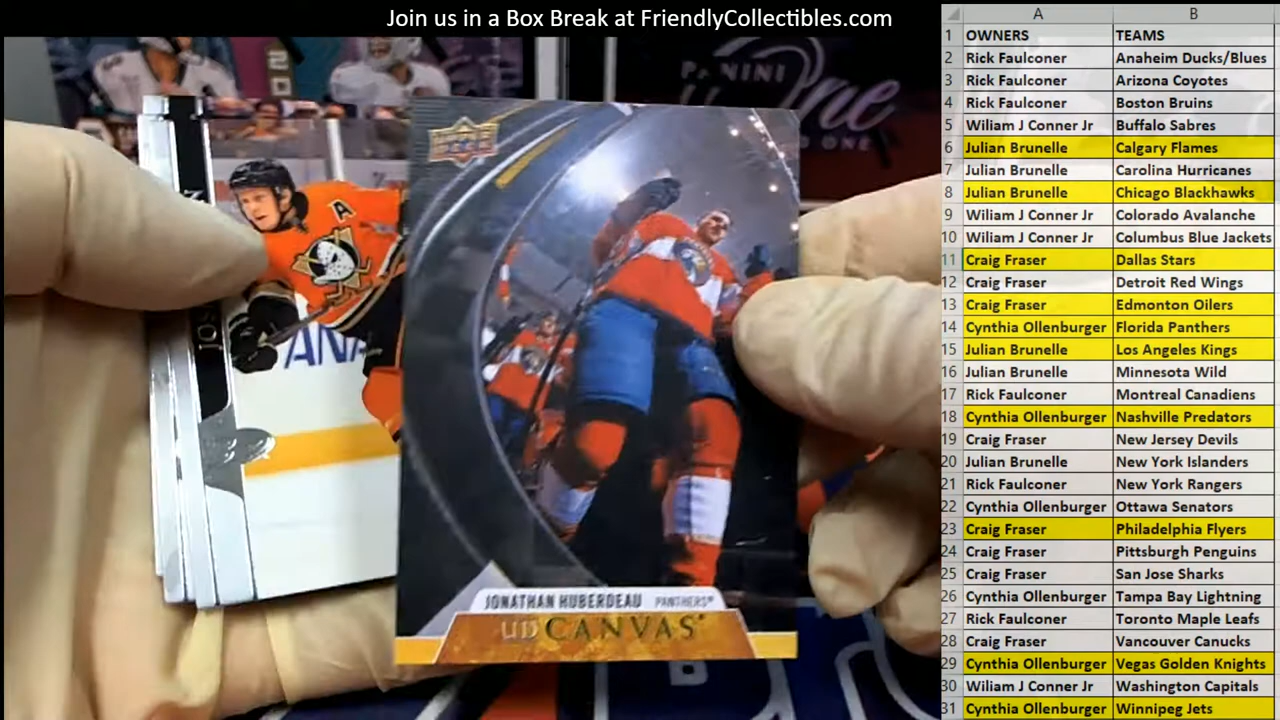 Join us in a Box Break at FriendlyCollectibles.com
PANINI
One
AND ONE
JOS
ANA
JONATHAN HUBERDEAU PANTHERS
UD CANVAS
B
A B
1 OWNERS TEAMS
2 Rick Faulconer Anaheim Ducks/Blues
3 Rick Faulconer Arizona Coyotes
4 Rick Faulconer Boston Bruins
5 Wiliam J Conner Jr Buffalo Sabres
6 Julian Brunelle Calgary Flames
7 Julian Brunelle Carolina Hurricanes
8 Julian Brunelle Chicago Blackhawks
9 Wiliam J Conner Jr Colorado Avalanche
10 Wiliam J Conner Jr Columbus Blue Jackets
11 Craig Fraser Dallas Stars
12 Craig Fraser Detroit Red Wings
13 Craig Fraser Edmonton Oilers
14 Cynthia Ollenburger Florida Panthers
15 Julian Brunelle Los Angeles Kings
16 Julian Brunelle Minnesota Wild
17 Rick Faulconer Montreal Canadiens
18 Cynthia Ollenburger Nashville Predators
19 Craig Fraser New Jersey Devils
20 Julian Brunelle New York Islanders
21 Rick Faulconer New York Rangers
22 Cynthia Ollenburger Ottawa Senators
23 Craig Fraser Philadelphia Flyers
24 Craig Fraser Pittsburgh Penguins
25 Craig Fraser San Jose Sharks
26 Cynthia Ollenburger Tampa Bay Lightning
27 Rick Faulconer Toronto Maple Leafs
28 Craig Fraser Vancouver Canucks
29 Cynthia Ollenburger Vegas Golden Knights
30 Wiliam J Conner Jr Washington Capitals
31 Cynthia Ollenburger Winnipeg Jets